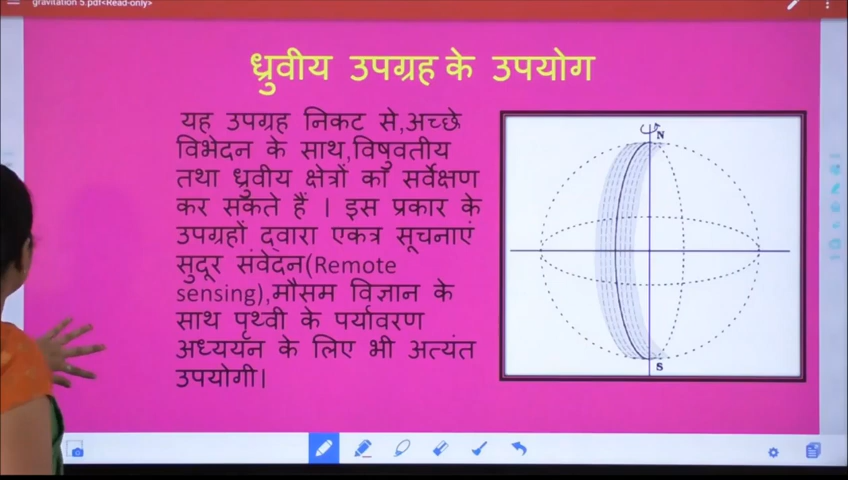 gravitation 5.pdf<Read-only>
ध्रुवीय उपग्रह के उपयोग
यह उपग्रह निकट से,अच्छे
विभेदन के साथ,विषुवतीय
तथा ध्रुवीय क्षेत्रों का सर्वेक्षण
कर सकते हैं । इस प्रकार के
उपग्रहों द्वारा एकत्र सूचनाएं
सुदूर संवेदन(Remote
sensing),मौसम विज्ञान के
साथ पृथ्वी के पर्यावरण
अध्ययन के लिए भी अत्यंत
उपयोगी।
N
S